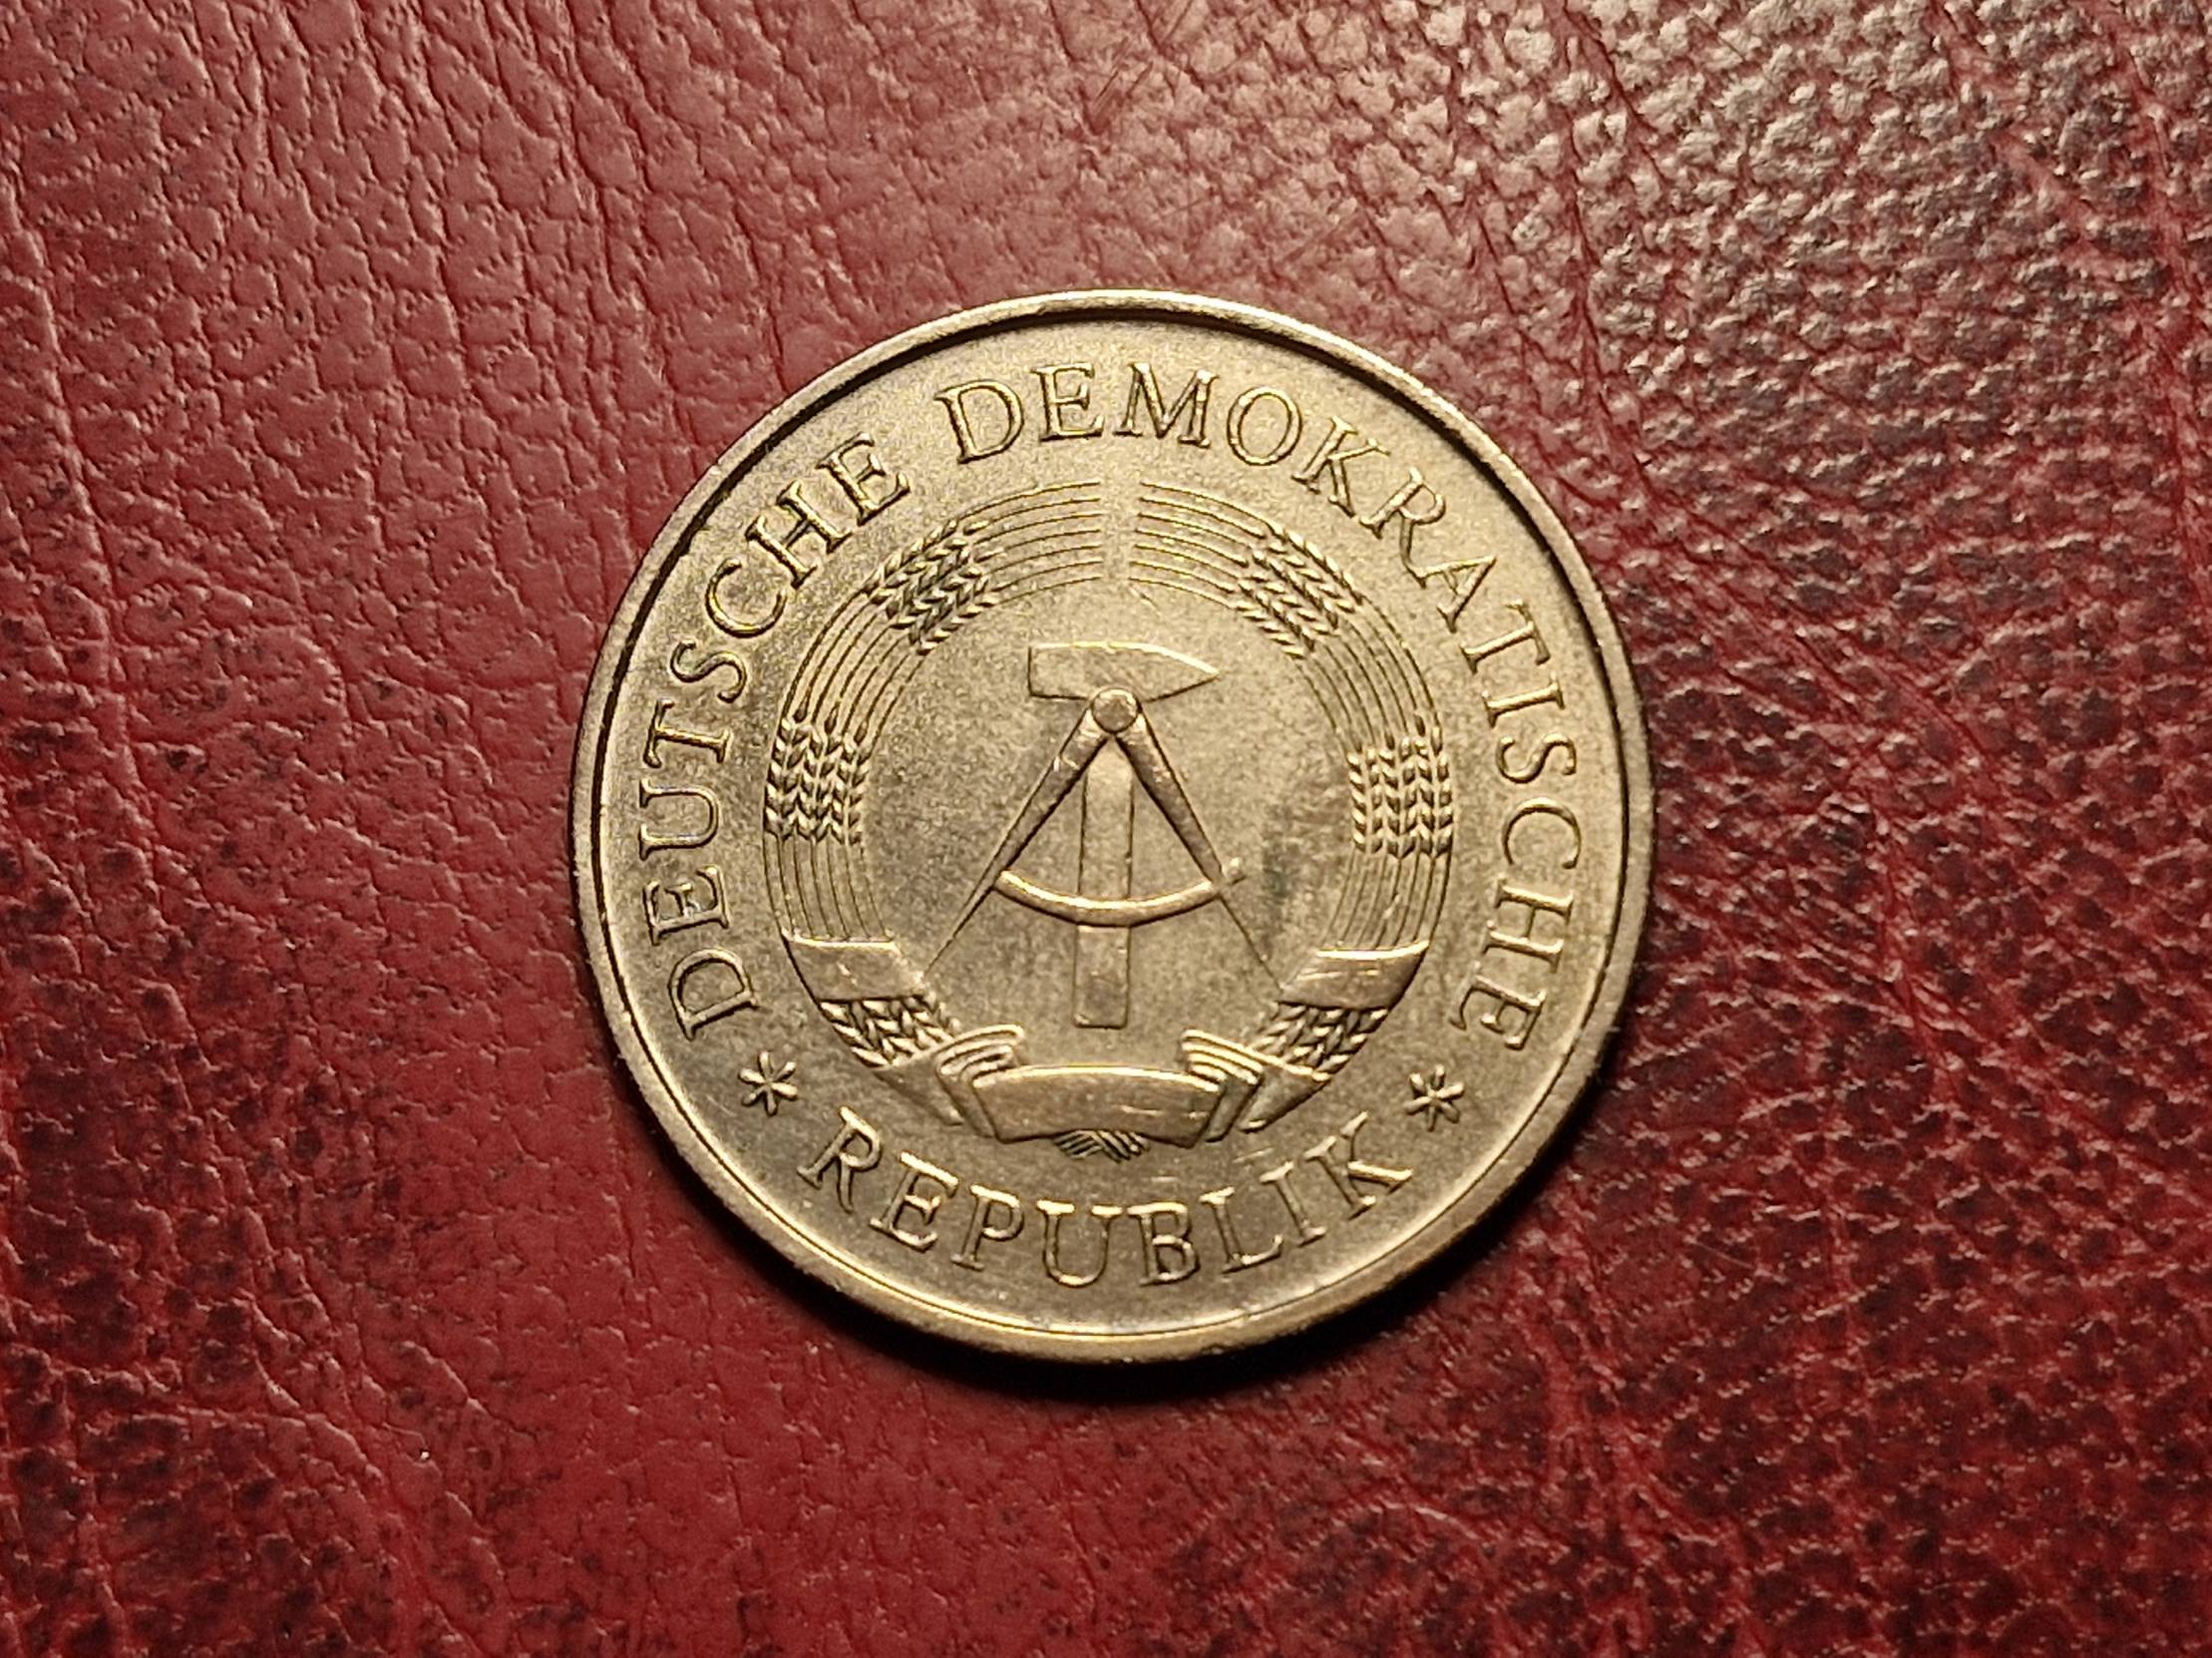 DEUTSCHE DEMOKRATISCHE
* REPUBLIK *